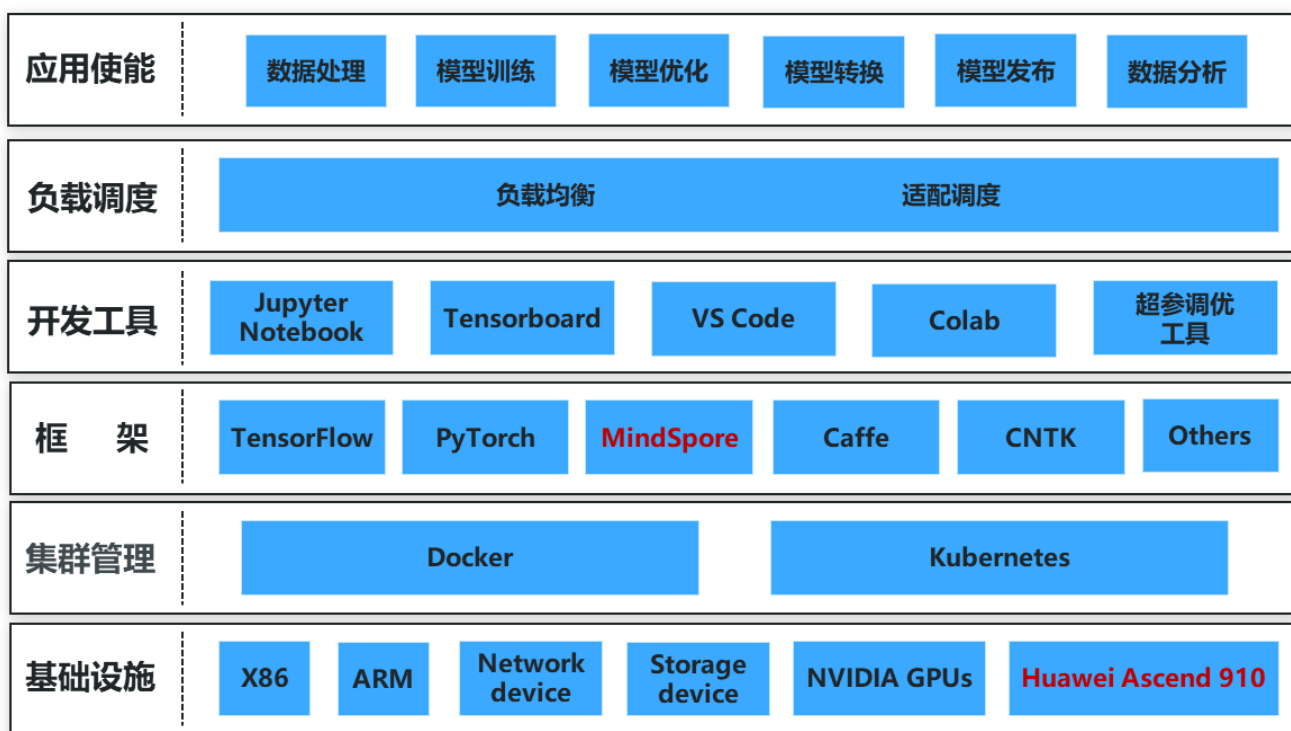 应用使能
数据处理
模型训练
模型优化
模型转换
模型发布
数据分析
负载调度
负载均衡
适配调度
开发工具
Jupyter
Notebook
Tensorboard
VS Code
Colab
超参调优
工具
框 架
TensorFlow
PyTorch
MindSpore
Caffe
CNTK
Others
集群管理
Docker
Kubernetes
基础设施
X86
ARM
Network
device
Storage
device
NVIDIA GPUs
Huawei Ascend 910